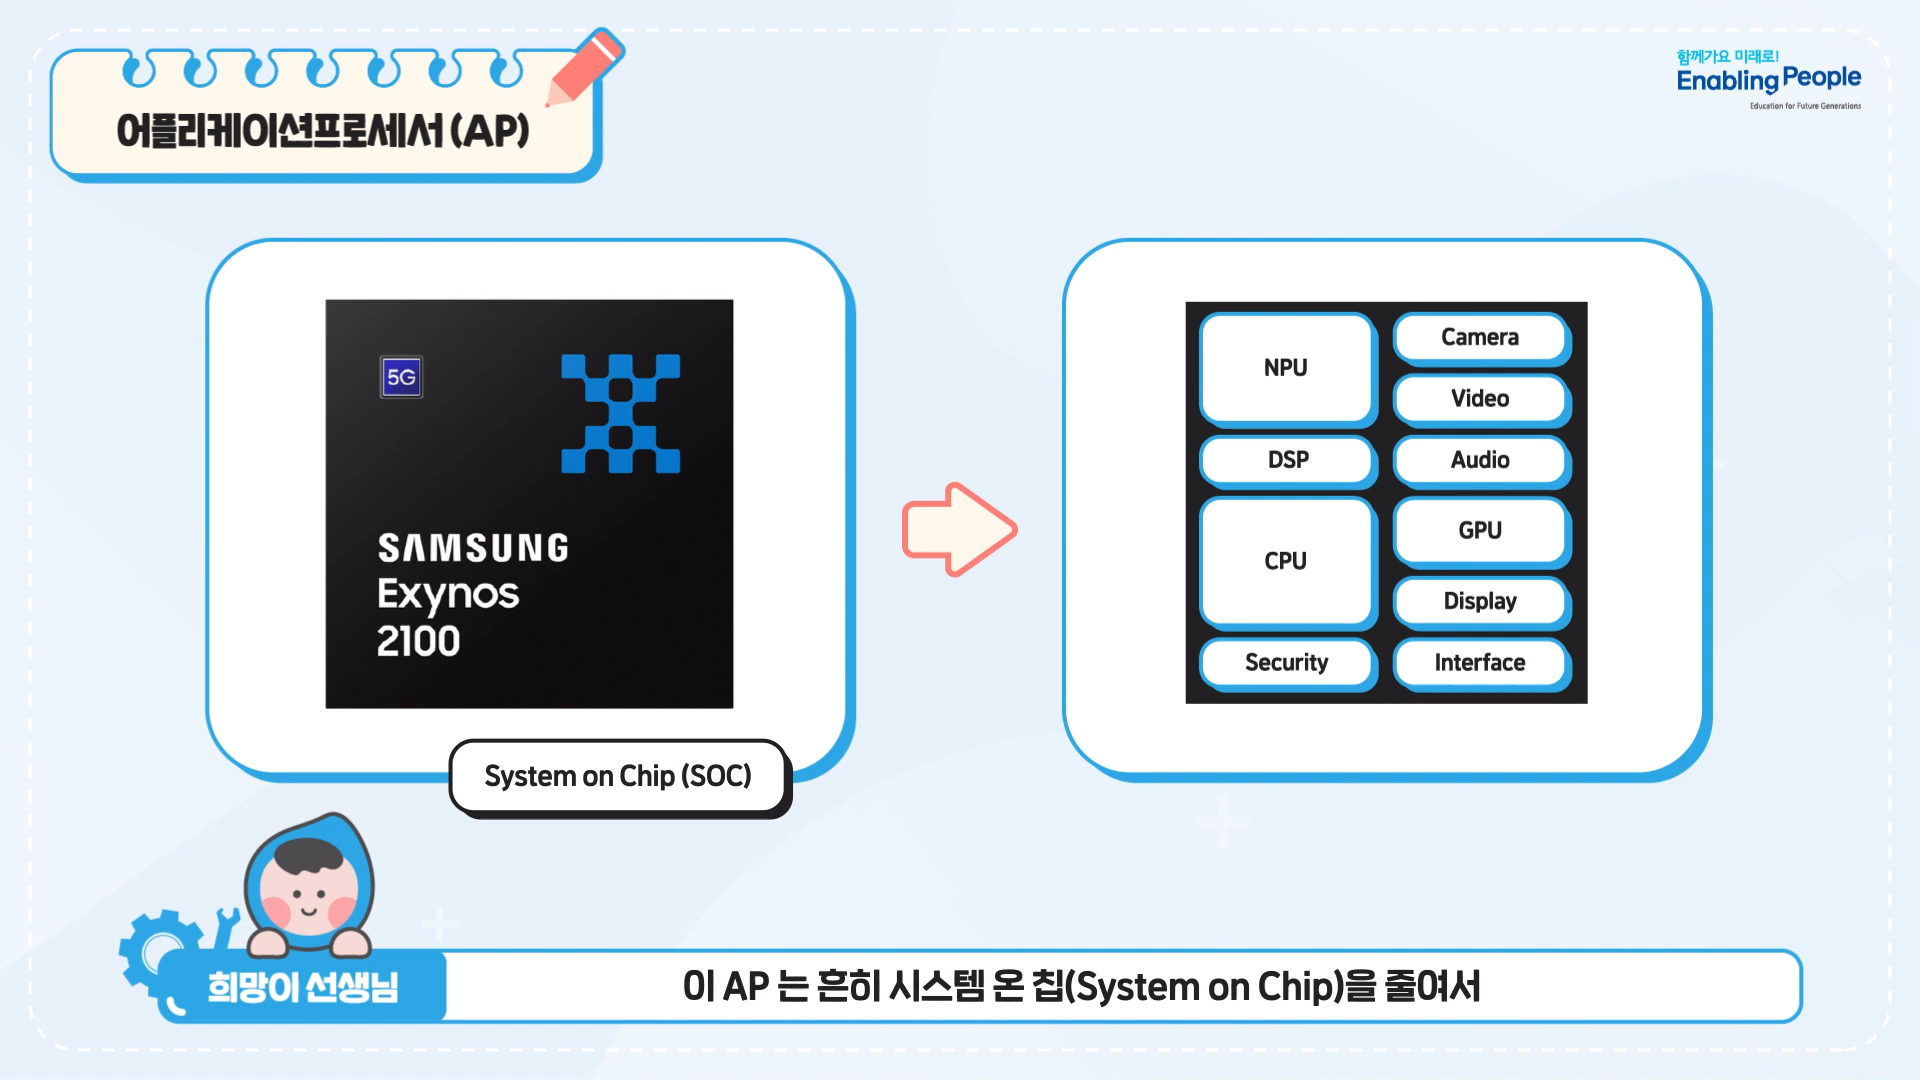 함께가요 미래로!
Enabling People
Education for Future Generations
어플리케이션프로세서 (AP)
5G
SAMSUNG
Exynos
2100
System on Chip (SOC)
NPU
DSP
CPU
Security
Camera
Video
Audio
GPU
Display
Interface
희망이 선생님
이 AP 는 흔히 시스템 온 칩(System on Chip)을 줄여서